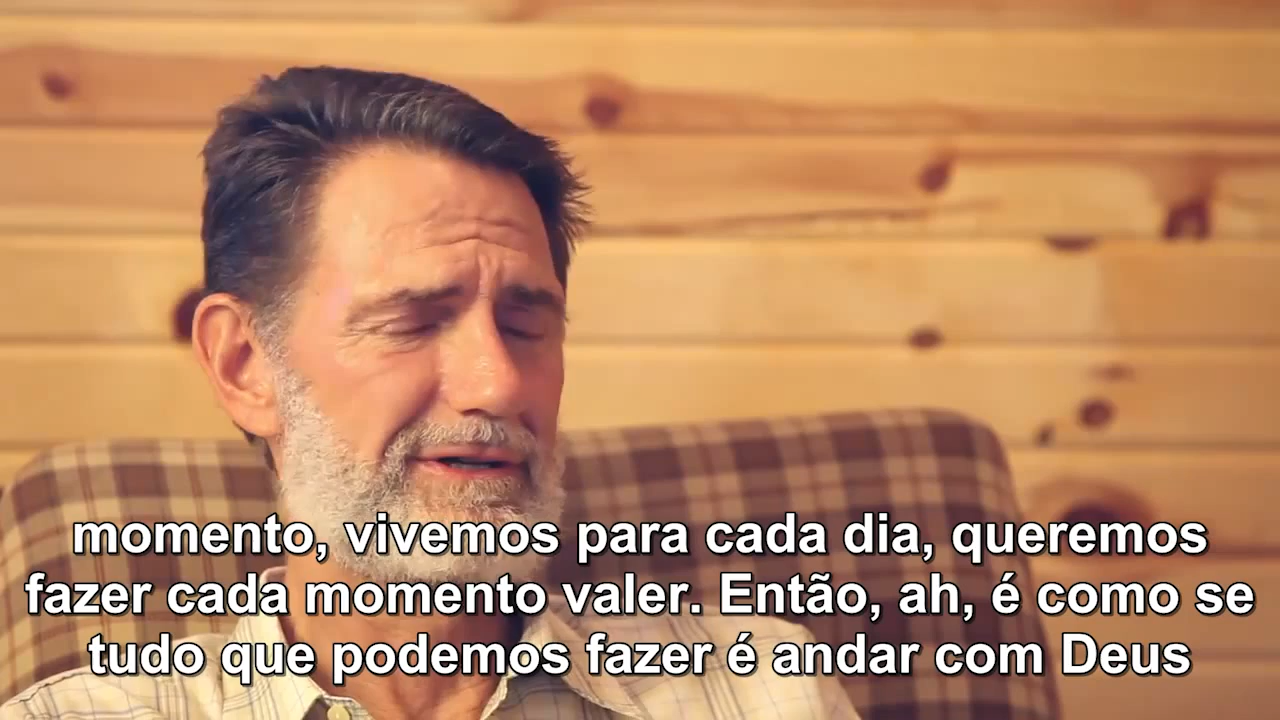 momento, vivemos para cada dia, queremos
fazer cada momento valer. Então, ah, é como se
tudo que podemos fazer é andar com Deus